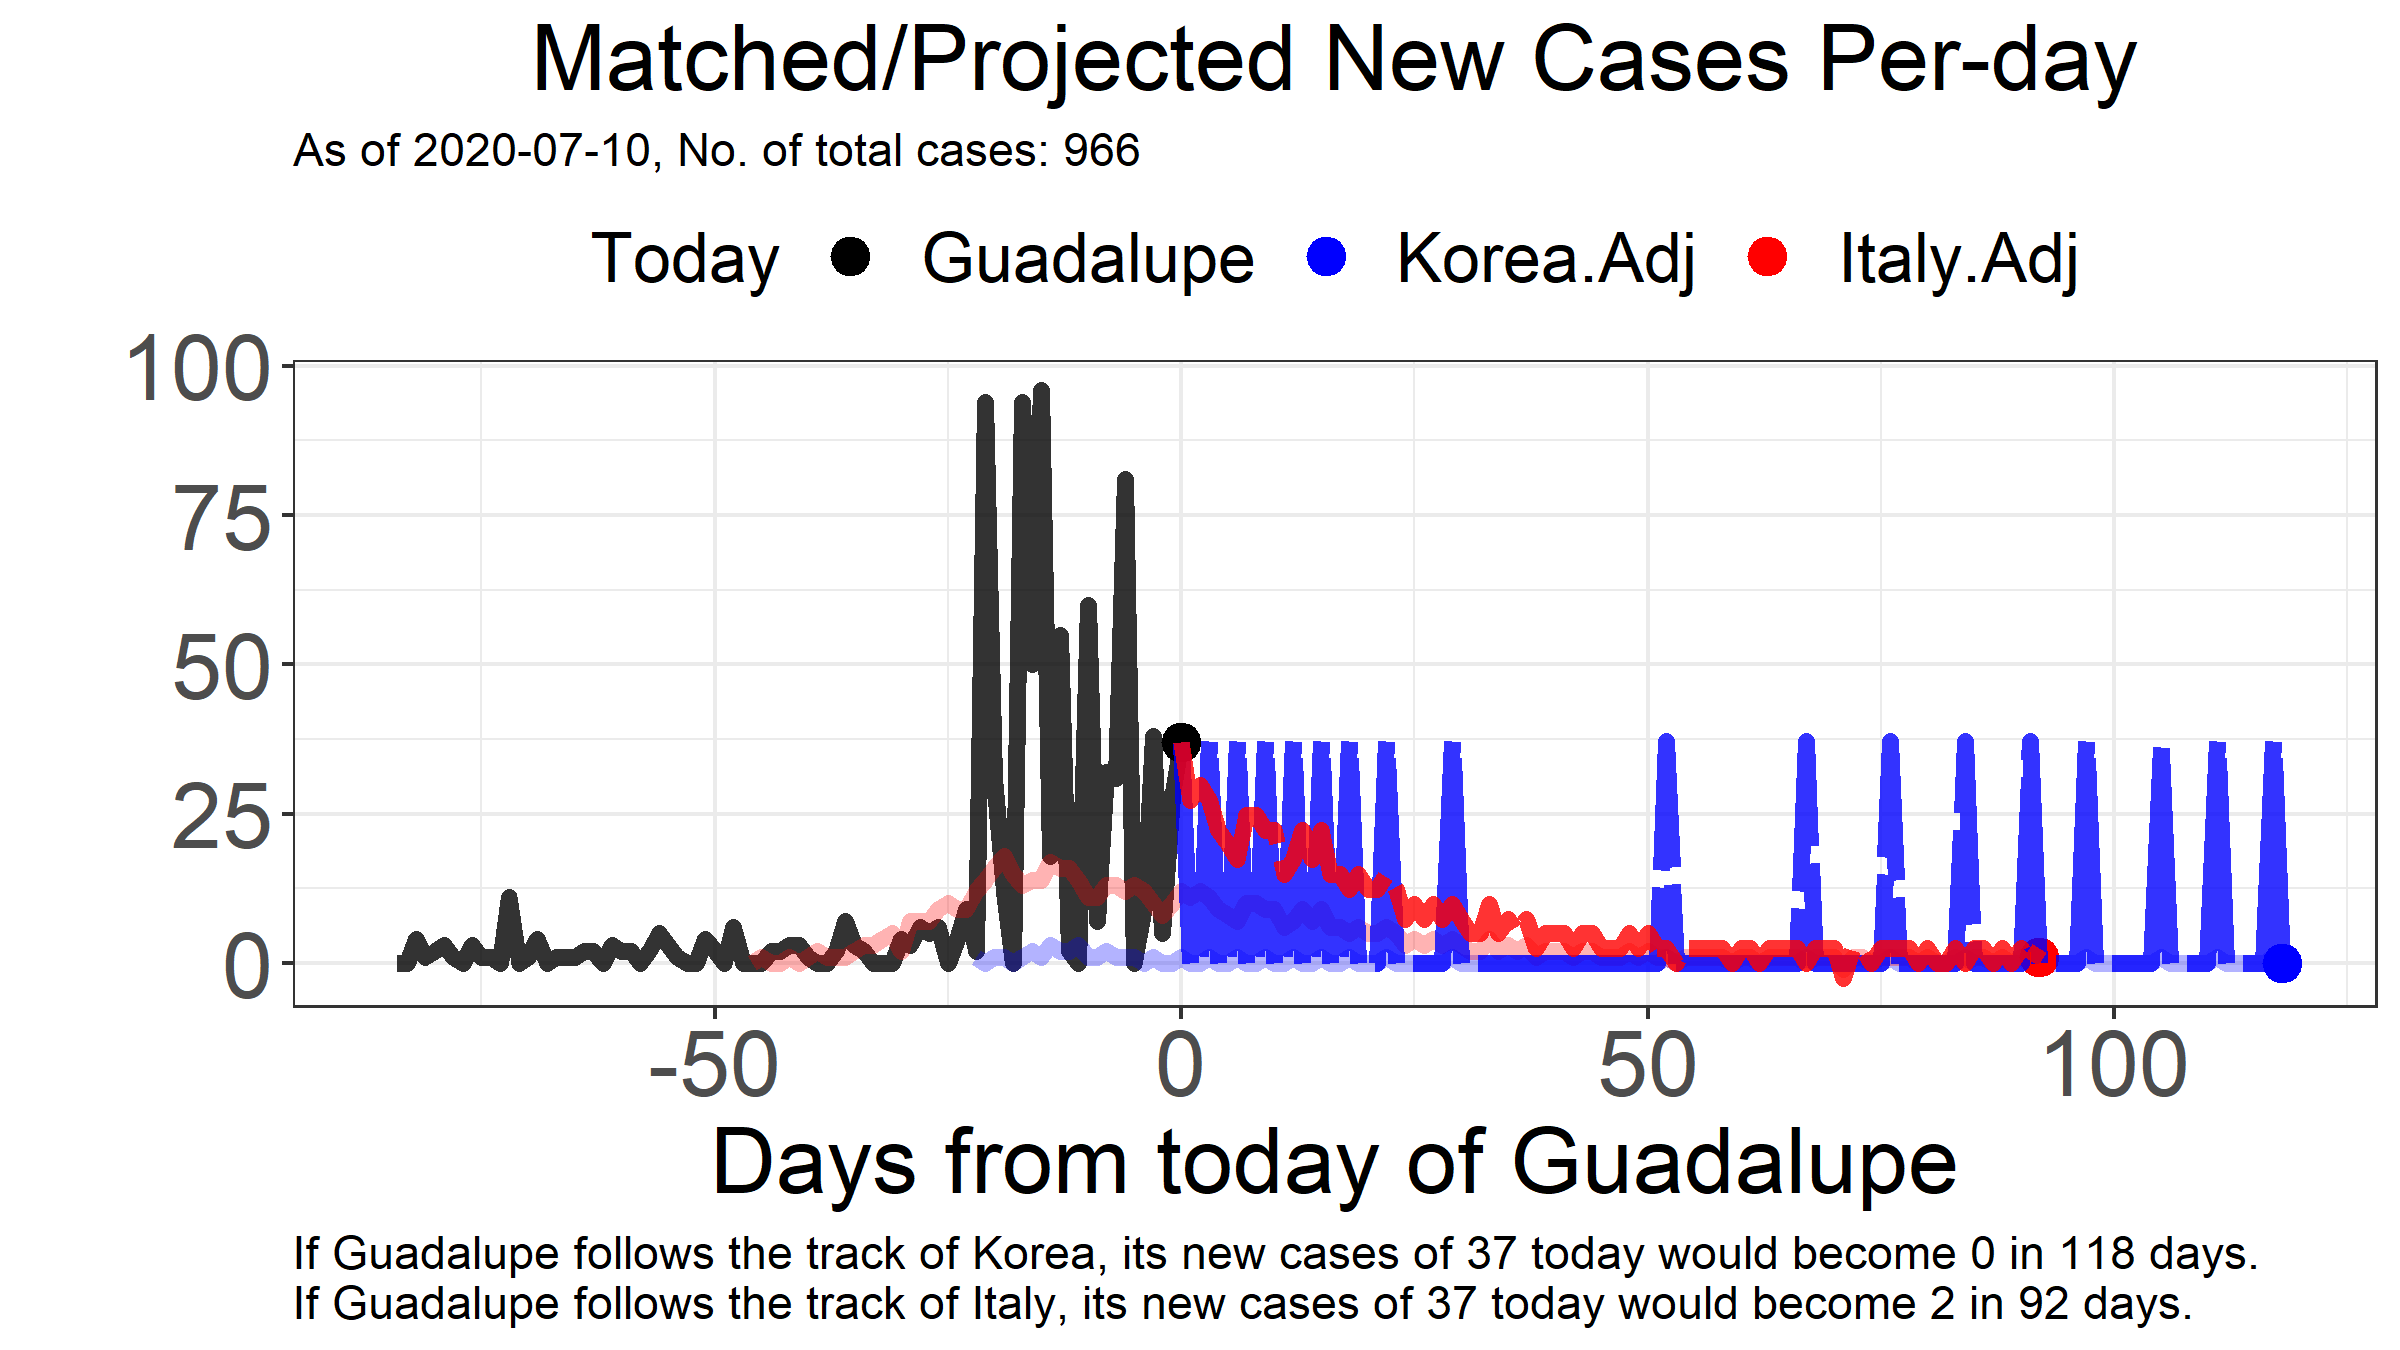 Matched/Projected New Cases Per-day
As of 2020-07-10, No. of total cases: 966
Today Guadalupe Korea.Adj Italy.Adj
100
75
50
25
0
-50 0 50 100
Days from today of Guadalupe
If Guadalupe follows the track of Korea, its new cases of 37 today would become 0 in 118 days.
If Guadalupe follows the track of Italy, its new cases of 37 today would become 2 in 92 days.